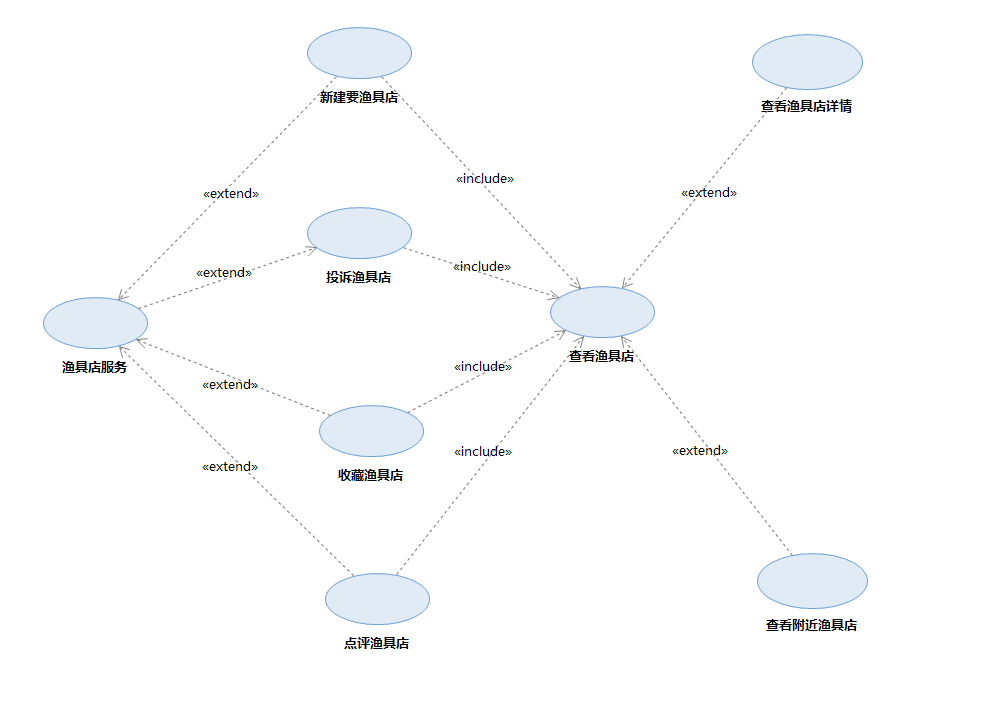 新建要渔具店
查看渔具店详情
«include»
«extend»
«extend»
«include»
«extend»
投诉渔具店
查看渔具店
渔具店服务
«include»
«extend»
«extend»
«include»
«extend»
收藏渔具店
查看附近渔具店
点评渔具店